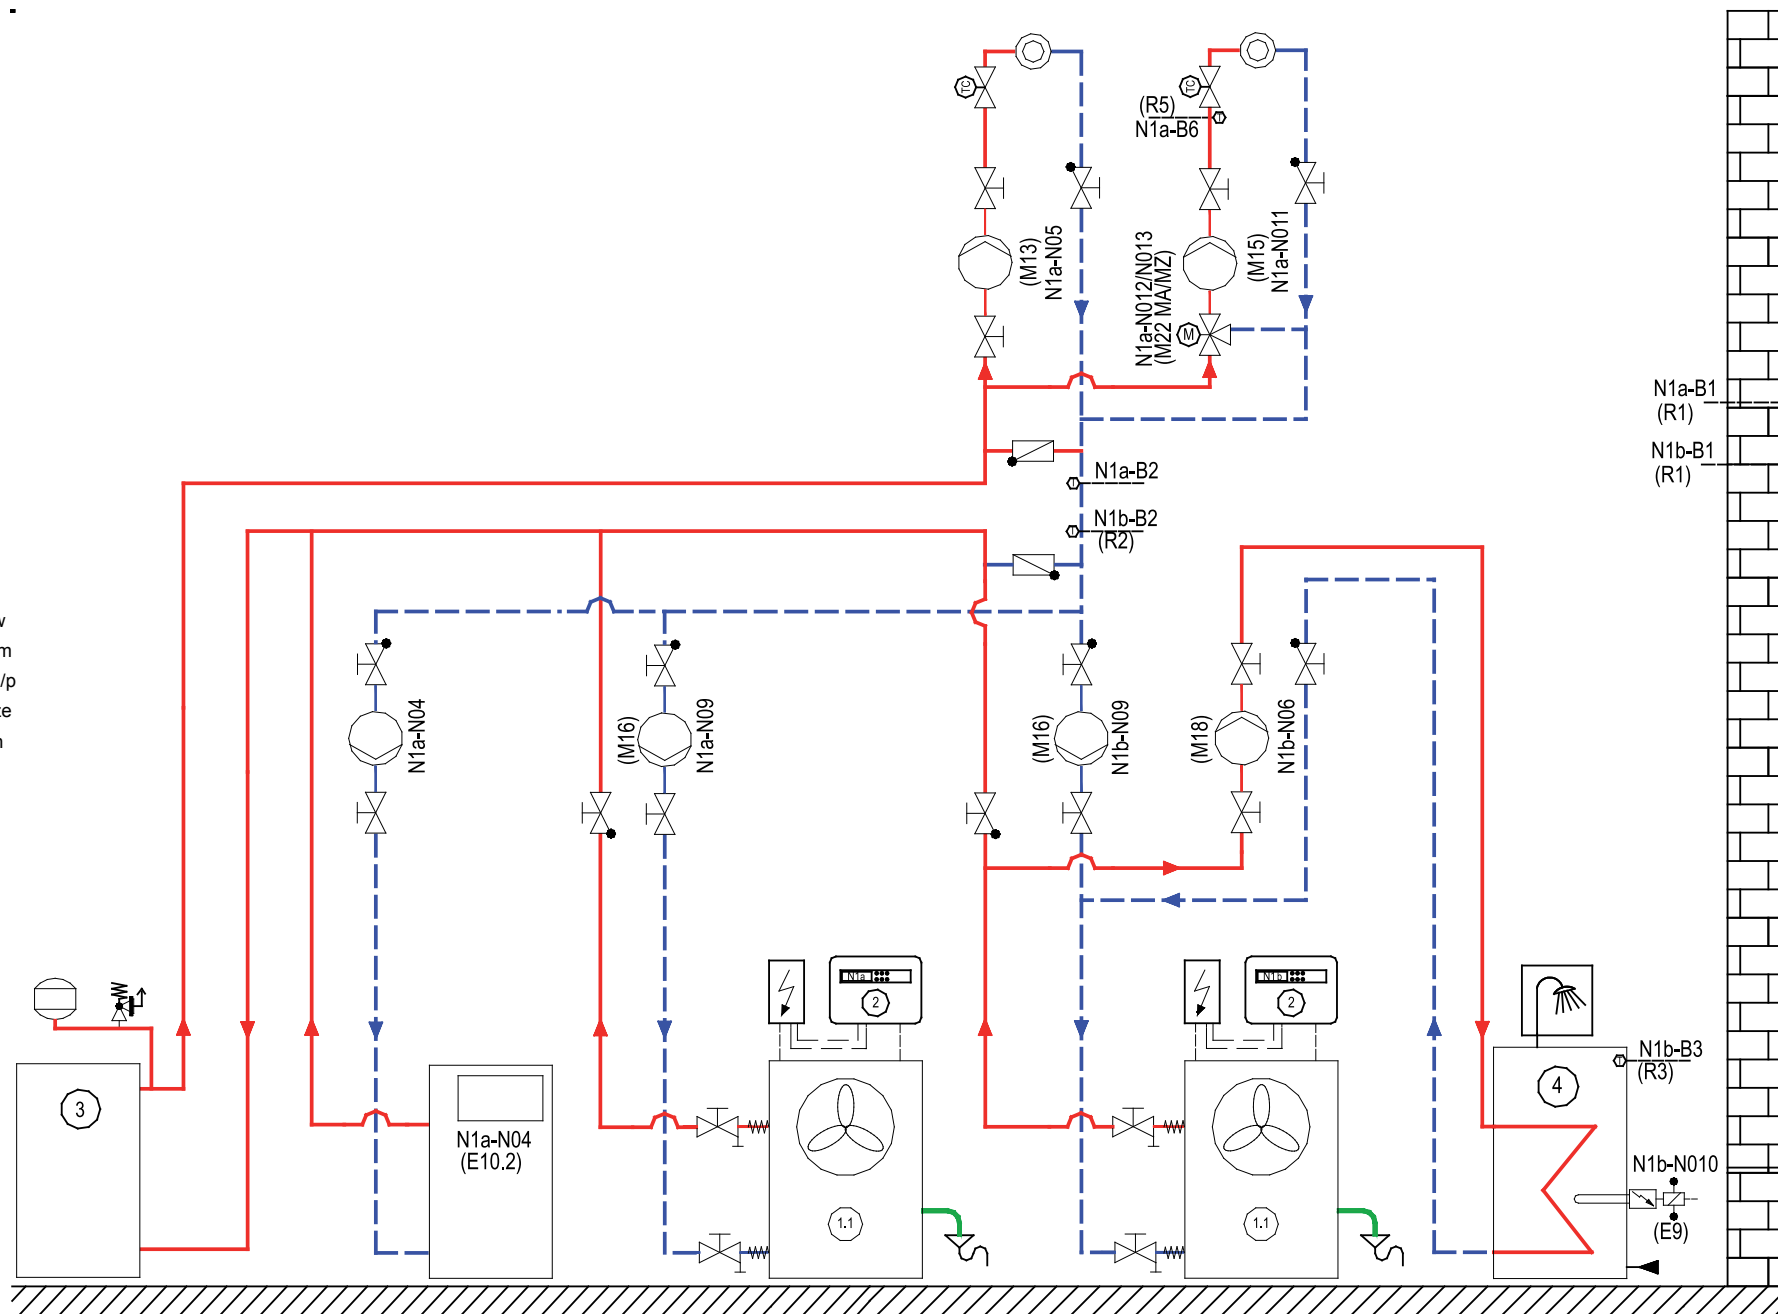 TC
(M13)
N1a-N05
TC
(R5)
N1a-B6
N1a-N012/N013
(M22 MA/MZ)
M
(M15)
N1a-N011
N1a-B1
(R1)
N1b-B1
(R1)
N1a-B2
N1b-B2
(R2)
w
m
/p
te
n
N1a-N04
(M16)
N1a-N09
(M16)
N1b-N09
(M18)
N1b-N06
N1a
2
N1b
2
3
N1a-N04
(E10.2)
1.1
1.1
4
N1b-B3
(R3)
N1b-N010
(E9)